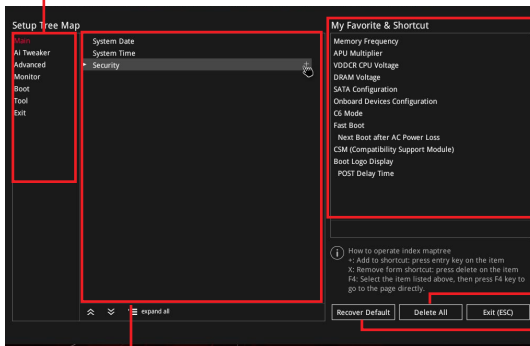 Setup Tree Map
Main
Ai Tweaker
Advanced
Monitor
Boot
Tool
Exit
System Date
System Time
Security
expand all
My Favorite & Shortcut
Memory Frequency
APU Multiplier
VDDCR CPU Voltage
DRAM Voltage
SATA Configuration
Onboard Devices Configuration
C6 Mode
Fast Boot
Next Boot after AC Power Loss
CSM (Compatibility Support Module)
Boot Logo Display
POST Delay Time
How to operate index maptree
+: Add to shortcut: press entry key on the item
X: Remove form shortcut: press delete on the item
F4: Select the item listed above, then press F4 key to
go to the page directly.
Recover Default
Delete All
Exit (ESC)